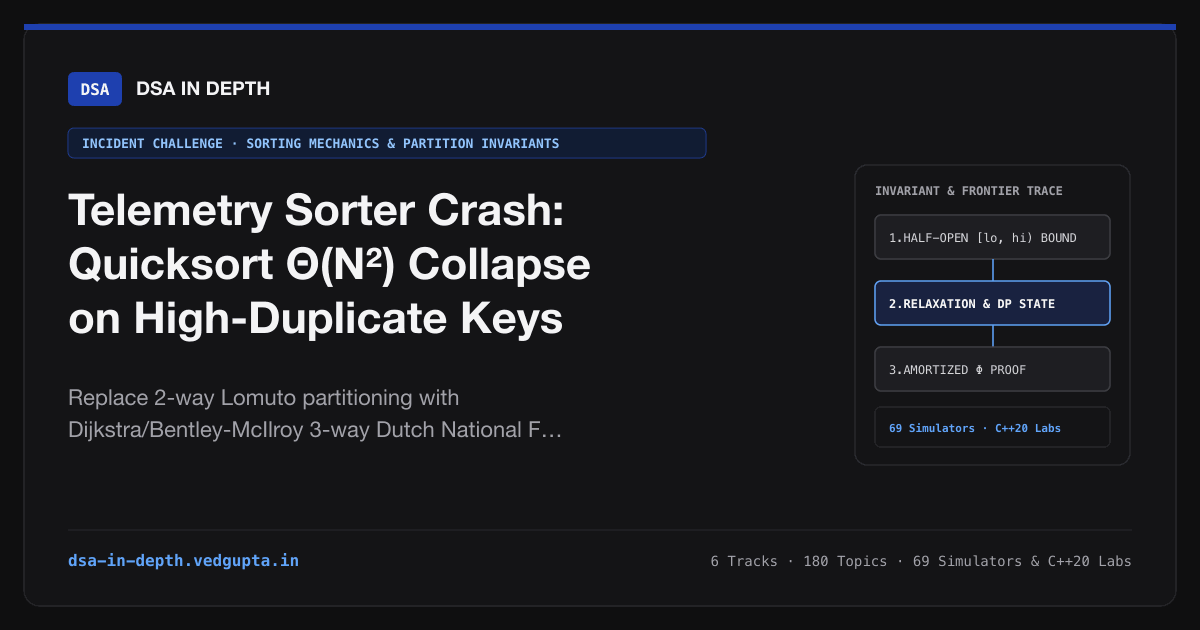 DSA
DSA IN DEPTH
INCIDENT CHALLENGE · SORTING MECHANICS & PARTITION INVARIANTS
Telemetry Sorter Crash:
Quicksort Θ(N²) Collapse
on High-Duplicate Keys
Replace 2-way Lomuto partitioning with
Dijkstra/Bentley-McIlroy 3-way Dutch National F…
INVARIANT & FRONTIER TRACE
1.HALF-OPEN [lo, hi) BOUND
2.RELAXATION & DP STATE
3.AMORTIZED Φ PROOF
69 Simulators · C++20 Labs
dsa-in-depth.vedgupta.in
6 Tracks · 180 Topics · 69 Simulators & C++20 Labs